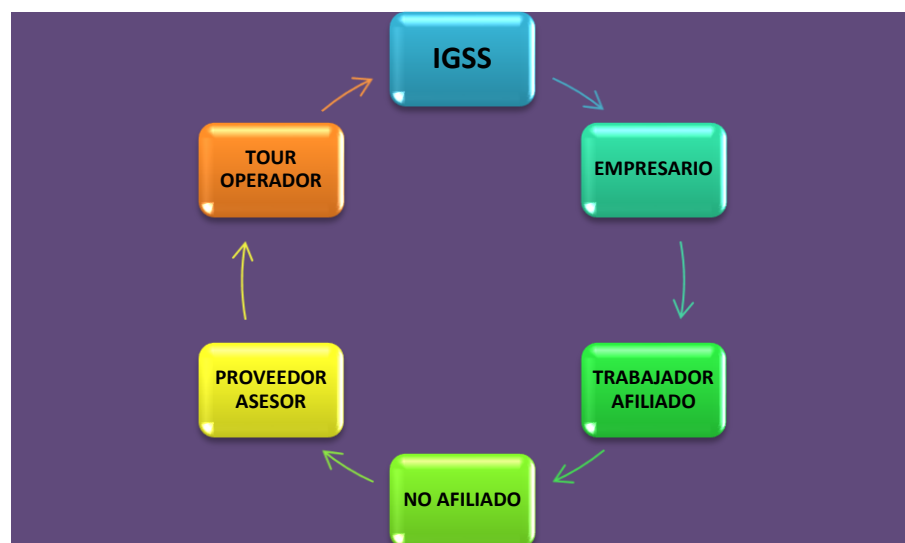 IGSS
EMPRESARIO
TRABAJADOR
AFILIADO
NO AFILIADO
PROVEEDOR
ASESOR
TOUR
OPERADOR